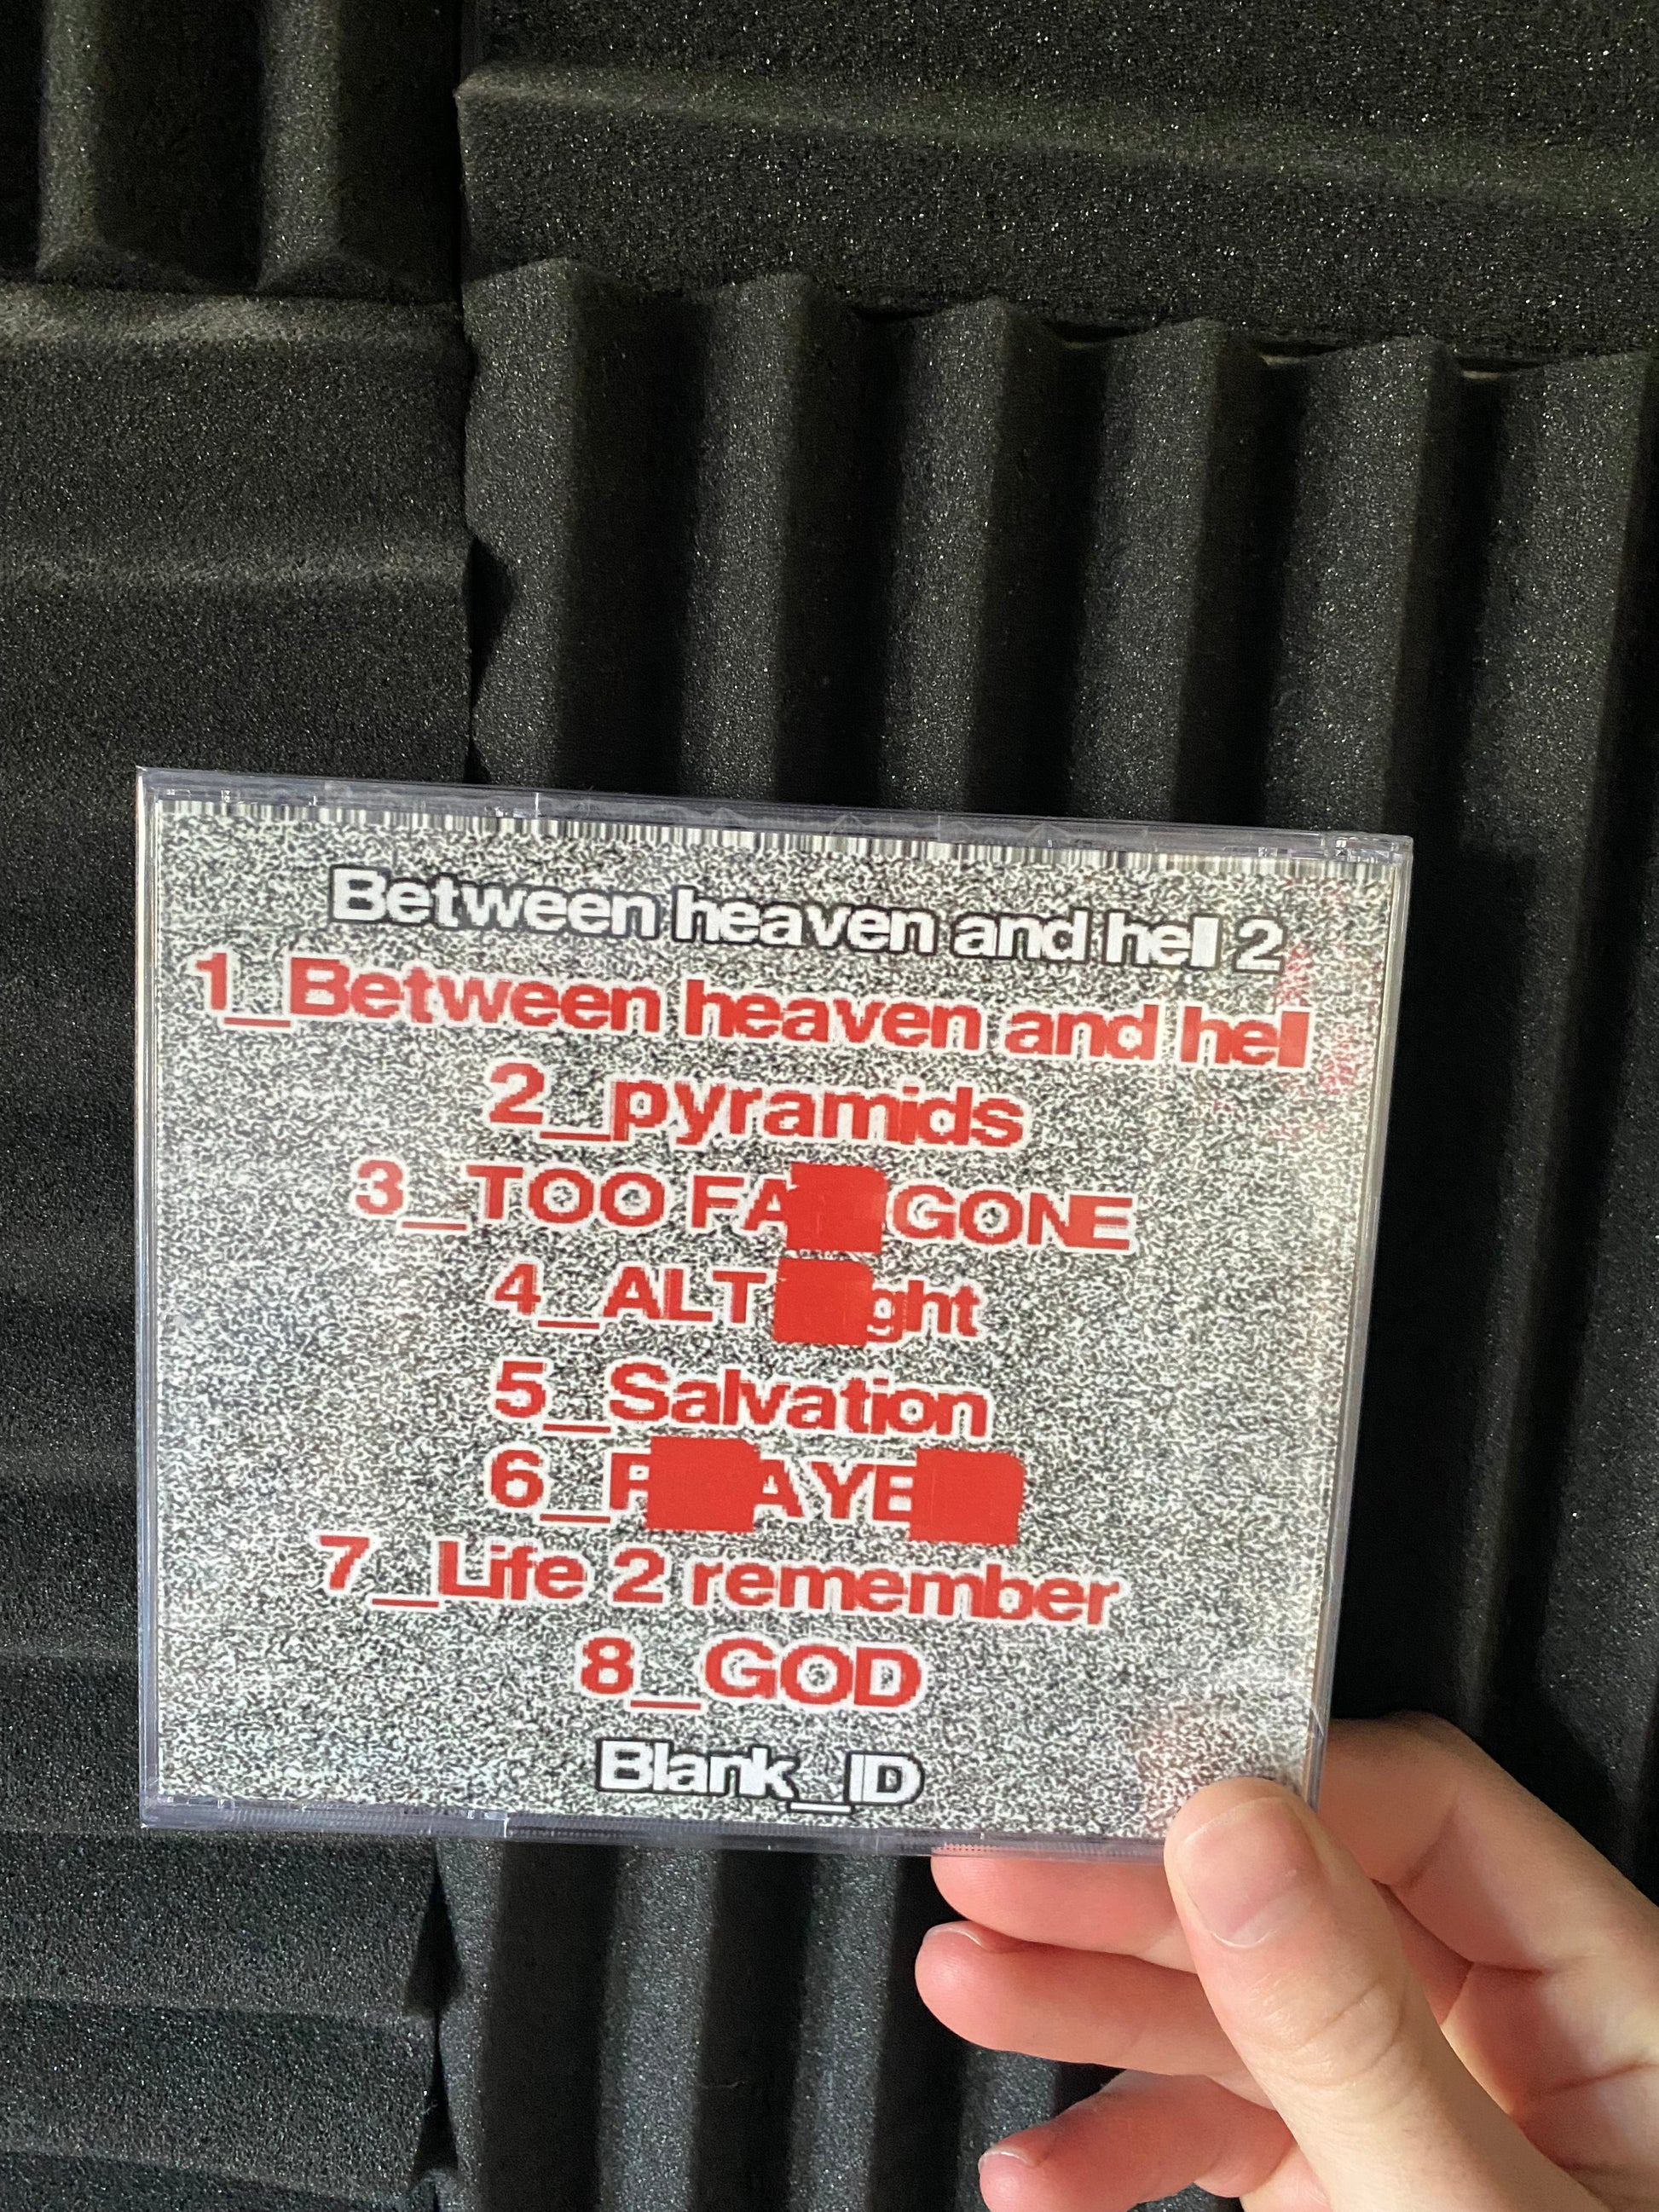 Between heaven and hell 2
1_Between heaven and hell
2_pyramids
3_TOO GONE
4_ALT
5_Salvation
6_
7_Life 2 remember
8_GOD
Blank_ID